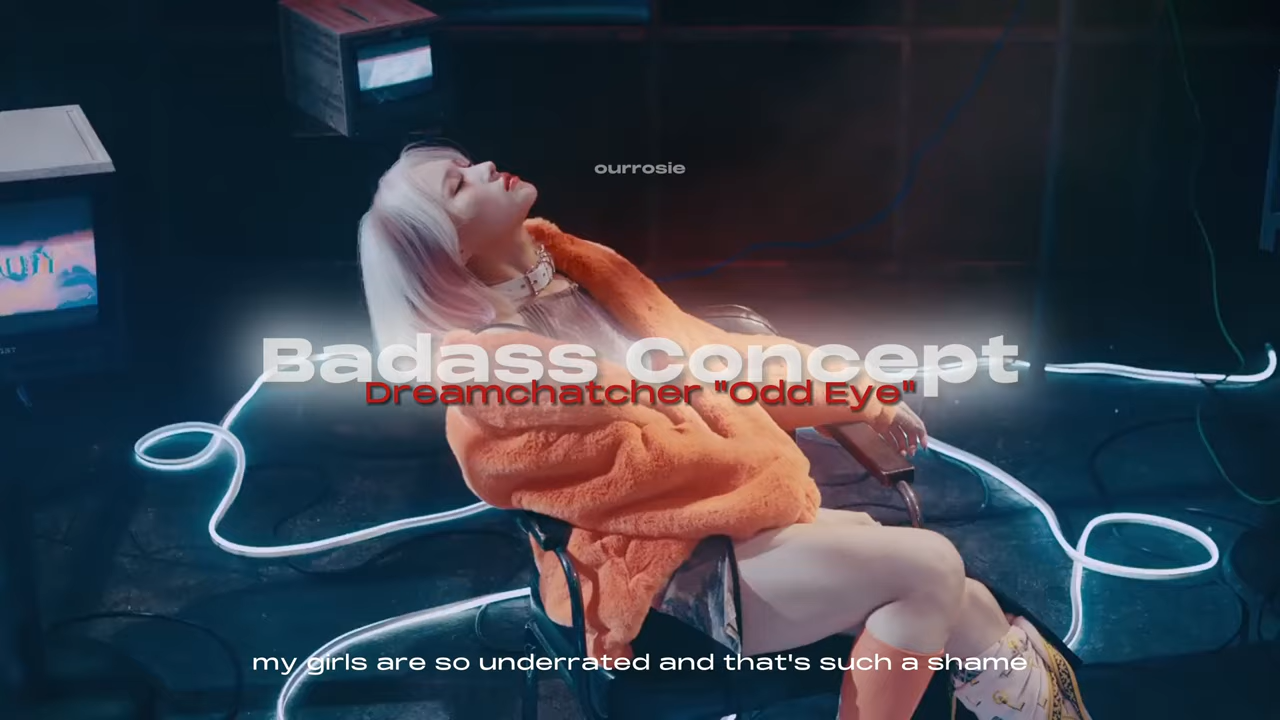 ourrosie
Badass Concept
Dreamchatcher "Odd Eye"
my girls are so underrated and that's such a shame